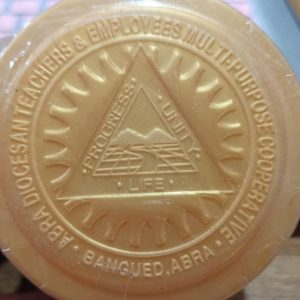 ABRA DIOCESAN TEACHERS & EMPLOYEES MULTI-PURPOSE COOPERATIVE
PROGRESS · UNITY
· LIFE ·
· BANGUED, ABRA ·